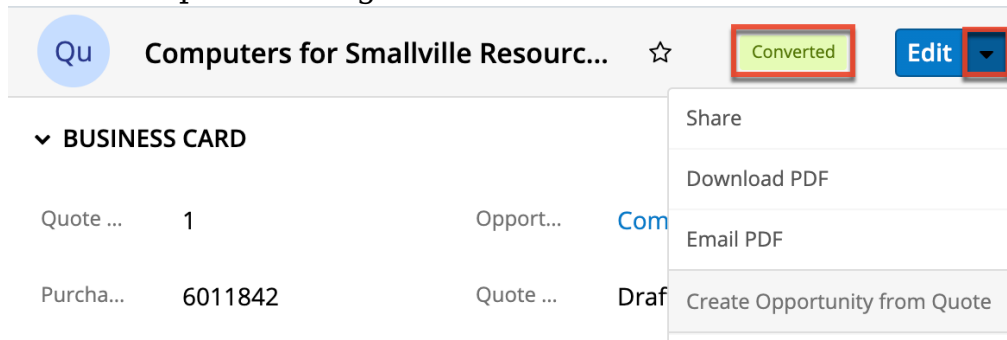 Qu Computers for Smallville Resourc... Converted Edit
Share
BUSINESS CARD
Download PDF
Quote ... 1 Opport... Com
Email PDF
Purcha... 6011842 Quote ... Draf
Create Opportunity from Quote